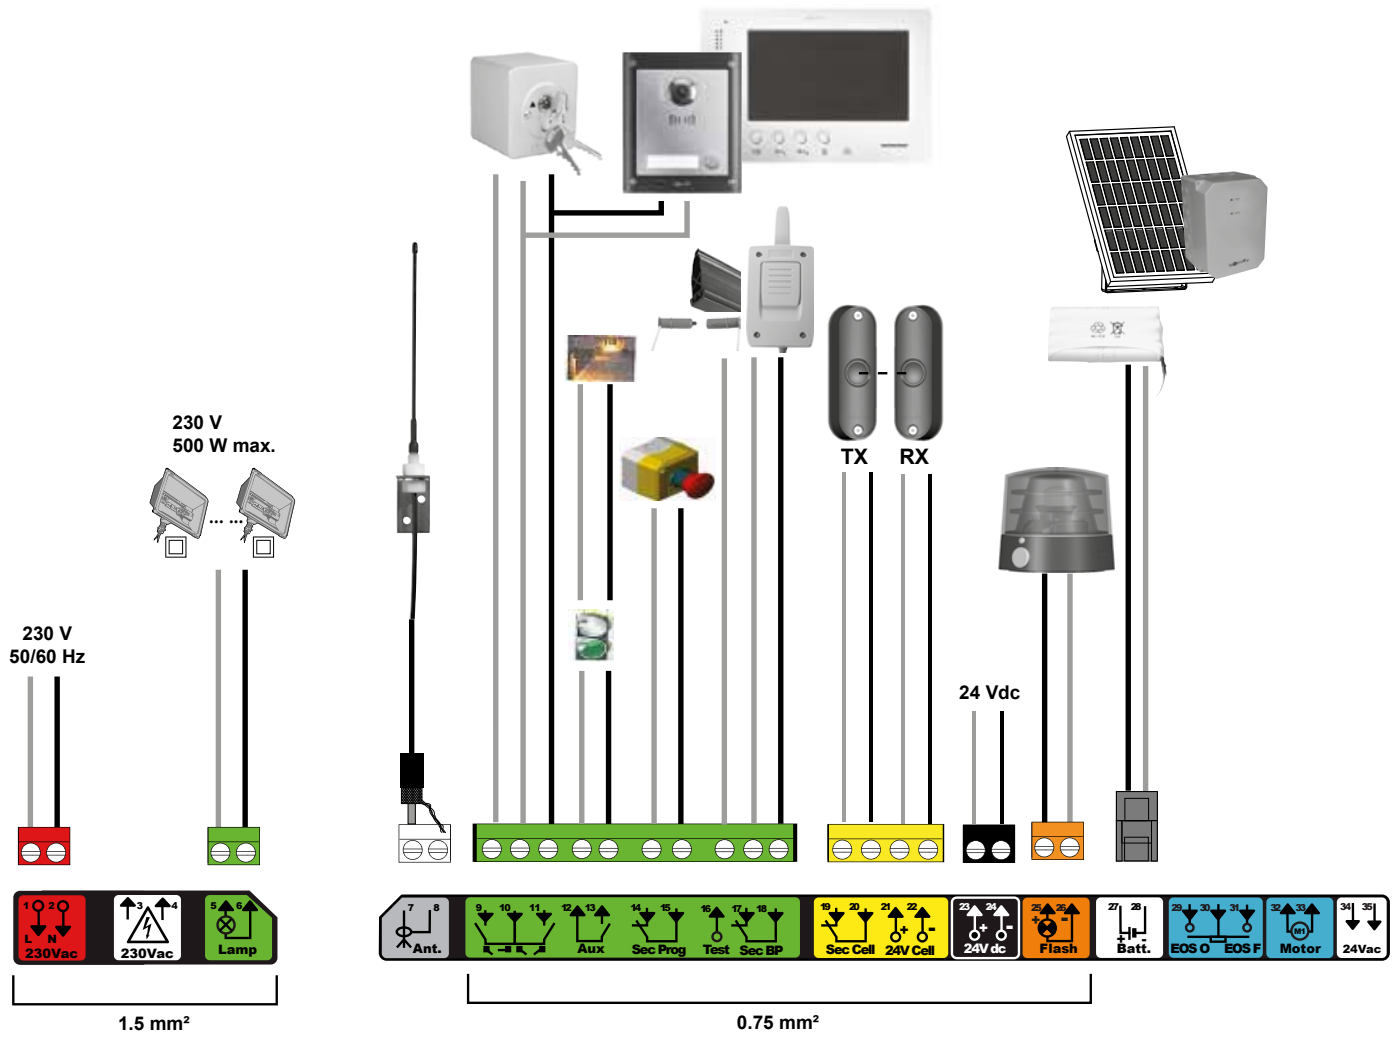 230 V
500 W max.
... ...
TX RX
230 V
50/60 Hz
24 Vdc
1 2 3 4 5 6
L N
230Vac 230Vac Lamp
7 8 9 10 11 12 13 14 15 16 17 18 19 20 21 22 23 24 25 26 27 28 29 30 31 32 33 34 35
+ - + - + - + -
M1
Ant. Aux Sec Prog Test Sec BP Sec Cell 24V Cell 24V dc Flash Batt. EOS O EOS F Motor 24Vac
1.5 mm²
0.75 mm²